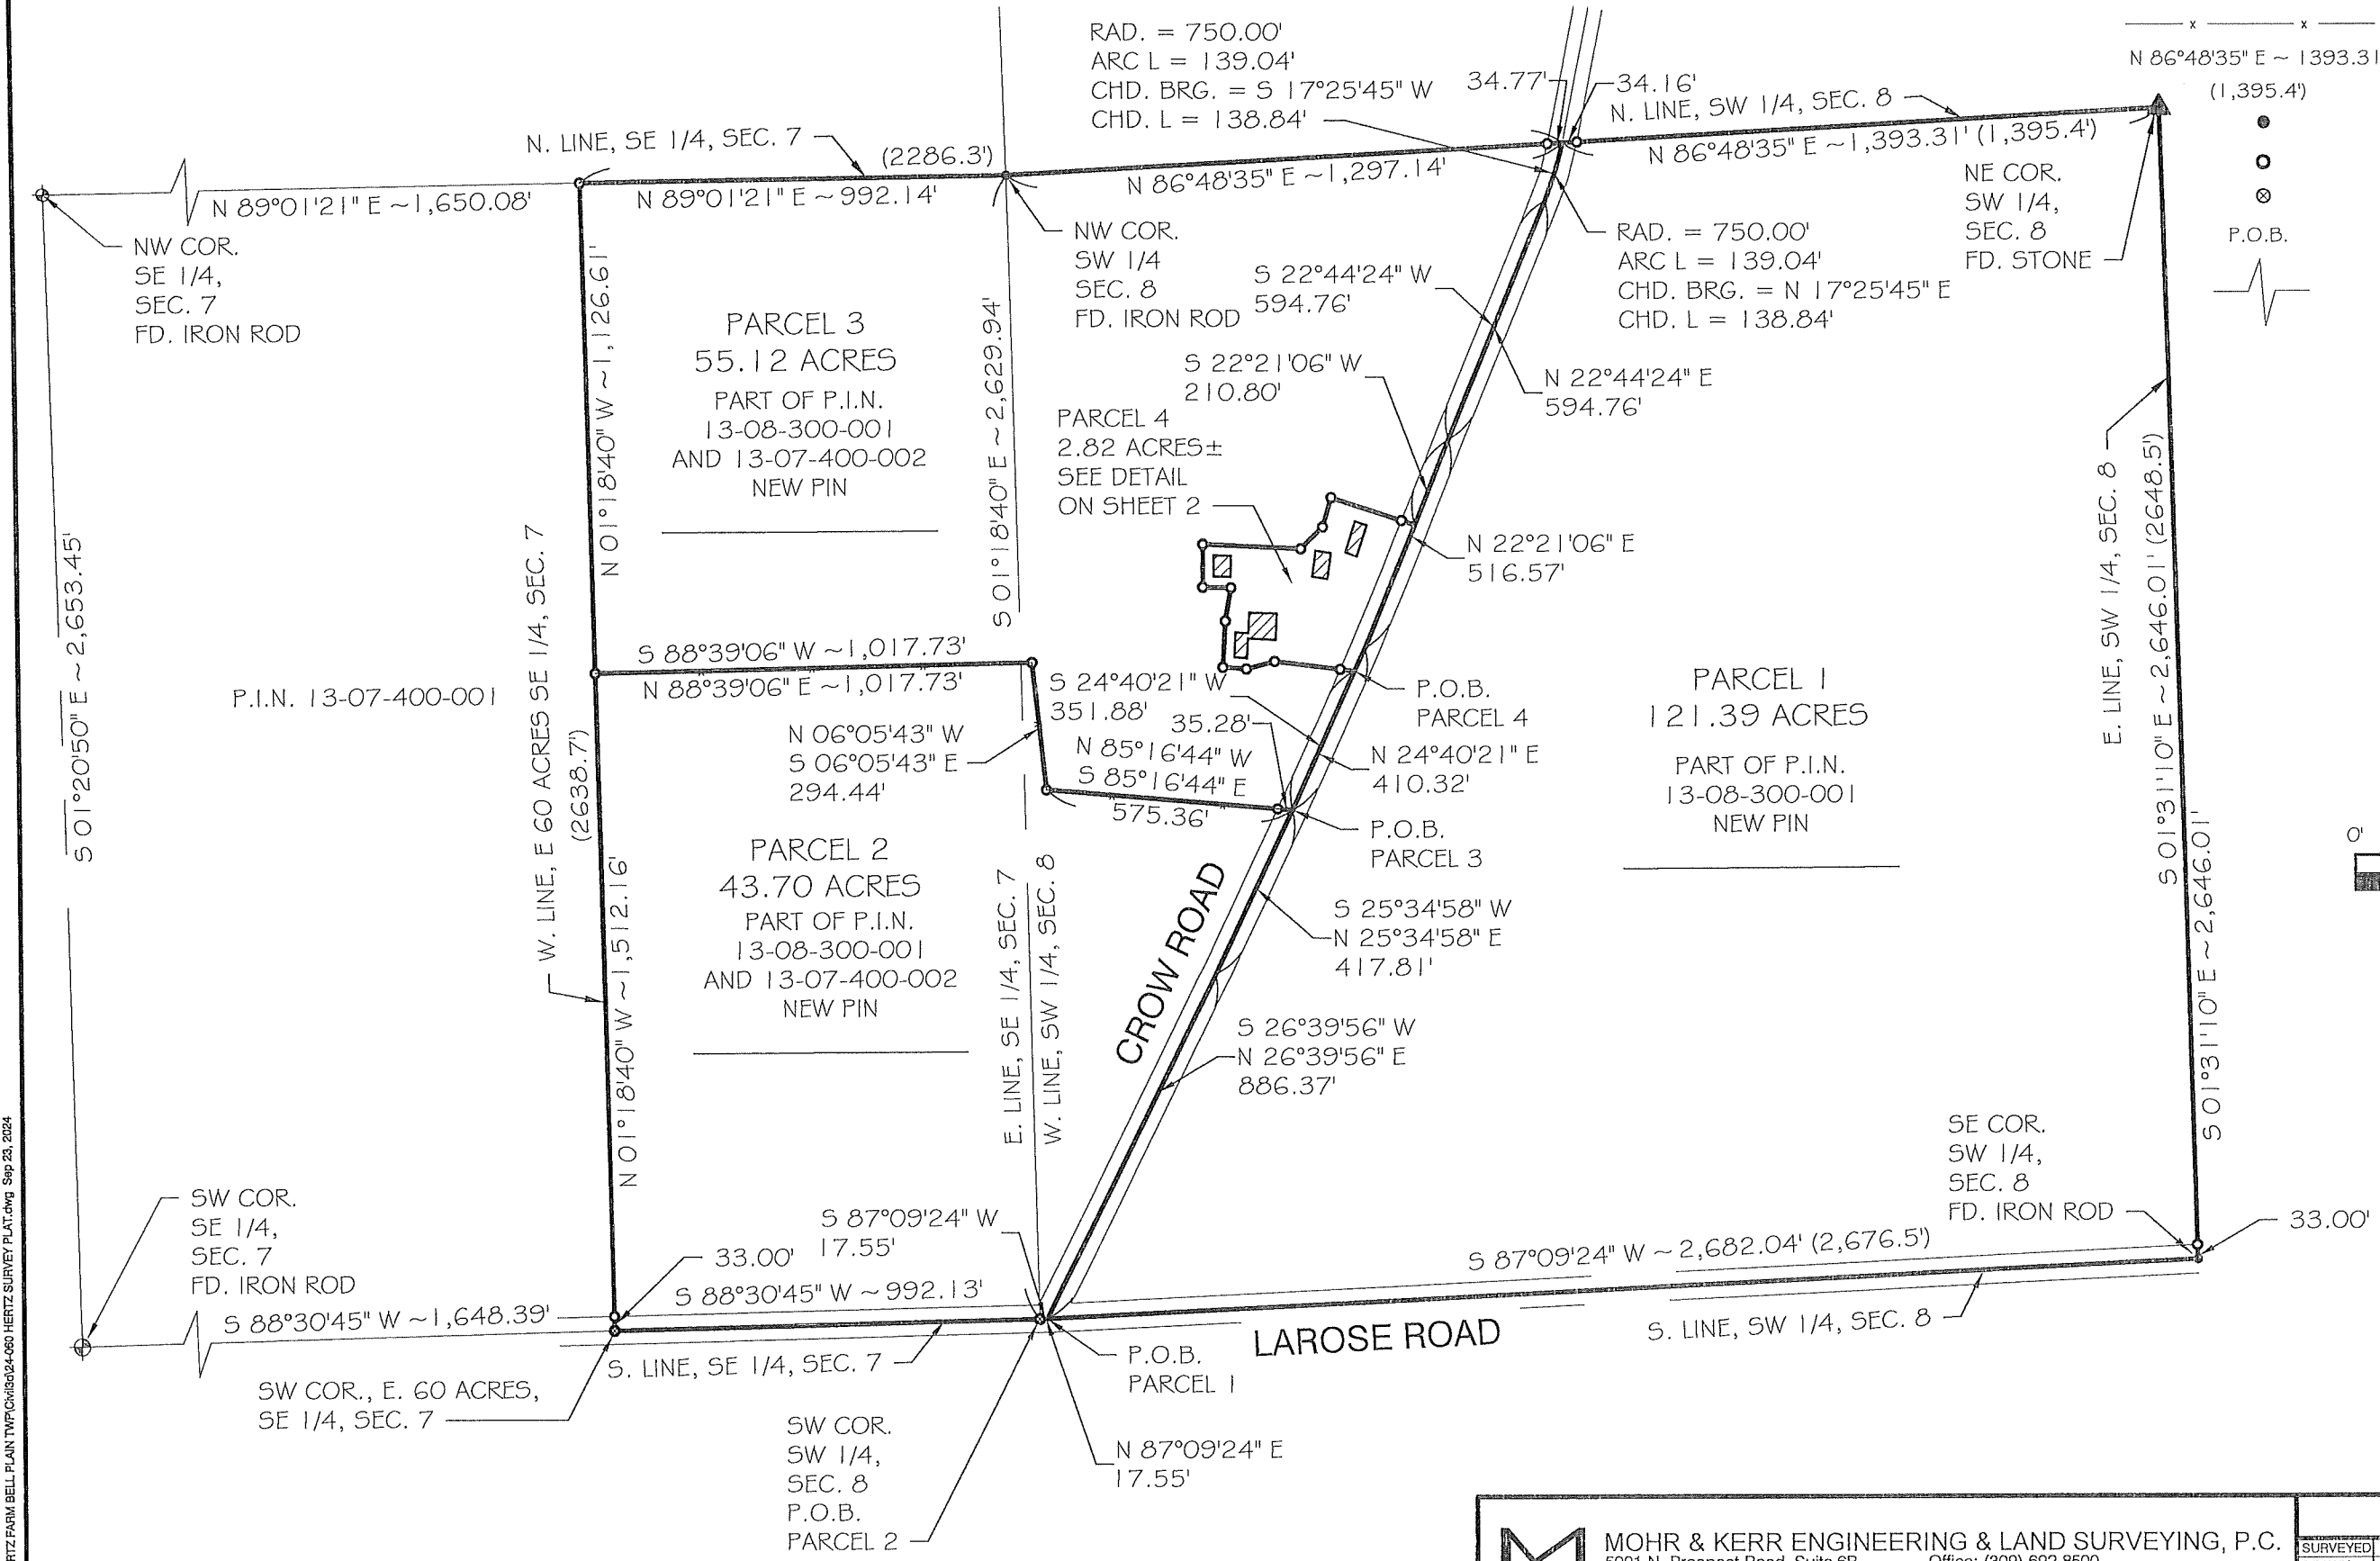 RAD. = 750.00'
ARC L = 139.04'
CHD. BRG. = S 17°25'45" W
CHD. L = 138.84'
34.77'
34.16'
N. LINE, SW 1/4, SEC. 8
N 86°48'35" E ~ 1,393.31' (1,395.4')
N 86°48'35" E ~ 1393.31
(1,395.4')
P.O.B.
N. LINE, SE 1/4, SEC. 7
(2286.3')
N 89°01'21" E ~1,650.08'
N 89°01'21" E ~ 992.14'
N 86°48'35" E ~1,297.14'
NW COR.
SE 1/4,
SEC. 7
FD. IRON ROD
NW COR.
SW 1/4
SEC. 8
FD. IRON ROD
NE COR.
SW 1/4,
SEC. 8
FD. STONE
RAD. = 750.00'
ARC L = 139.04'
CHD. BRG. = N 17°25'45" E
CHD. L = 138.84'
S 22°44'24" W
594.76'
S 22°21'06" W
210.80'
N 22°44'24" E
594.76'
PARCEL 3
55.12 ACRES
PART OF P.I.N.
13-08-300-001
AND 13-07-400-002
NEW PIN
N 01°18'40" W ~ 1,126.61'
S 01°18'40" E ~ 2,629.94'
PARCEL 4
2.82 ACRES±
SEE DETAIL
ON SHEET 2
N 22°21'06" E
516.57'
E. LINE, SW 1/4, SEC. 8
S 01°31'10" E ~ 2,646.01' (2648.5')
S 01°20'50" E ~ 2,653.45'
W. LINE, E 60 ACRES SE 1/4, SEC. 7
(2638.7')
P.I.N. 13-07-400-001
S 88°39'06" W ~1,017.73'
N 88°39'06" E ~1,017.73'
N 06°05'43" W
S 06°05'43" E
294.44'
S 24°40'21" W
351.88'
35.28'
N 85°16'44" W
S 85°16'44" E
575.36'
P.O.B.
PARCEL 4
N 24°40'21" E
410.32'
P.O.B.
PARCEL 3
PARCEL 1
121.39 ACRES
PART OF P.I.N.
13-08-300-001
NEW PIN
0'
PARCEL 2
43.70 ACRES
PART OF P.I.N.
13-08-300-001
AND 13-07-400-002
NEW PIN
N 01°18'40" W ~1,512.16'
E. LINE, SE 1/4, SEC. 7
W. LINE, SW 1/4, SEC. 8
CROW ROAD
S 25°34'58" W
N 25°34'58" E
417.81'
S 26°39'56" W
N 26°39'56" E
886.37'
S 01°31'10" E ~ 2,646.01'
SE COR.
SW 1/4,
SEC. 8
FD. IRON ROD
33.00'
SW COR.
SE 1/4,
SEC. 7
FD. IRON ROD
33.00'
S 87°09'24" W
17.55'
S 88°30'45" W ~1,648.39'
S 88°30'45" W ~ 992.13'
S 87°09'24" W ~ 2,682.04' (2,676.5')
S. LINE, SW 1/4, SEC. 8
LAROSE ROAD
S. LINE, SE 1/4, SEC. 7
P.O.B.
PARCEL 1
SW COR., E. 60 ACRES,
SE 1/4, SEC. 7
SW COR.
SW 1/4,
SEC. 8
P.O.B.
PARCEL 2
N 87°09'24" E
17.55'
MOHR & KERR ENGINEERING & LAND SURVEYING, P.C.
SURVEYED
RTZ FARM BELL PLAIN TWP\Civil3d\24-060 HERTZ SURVEY PLAT.dwg Sep 23, 2024